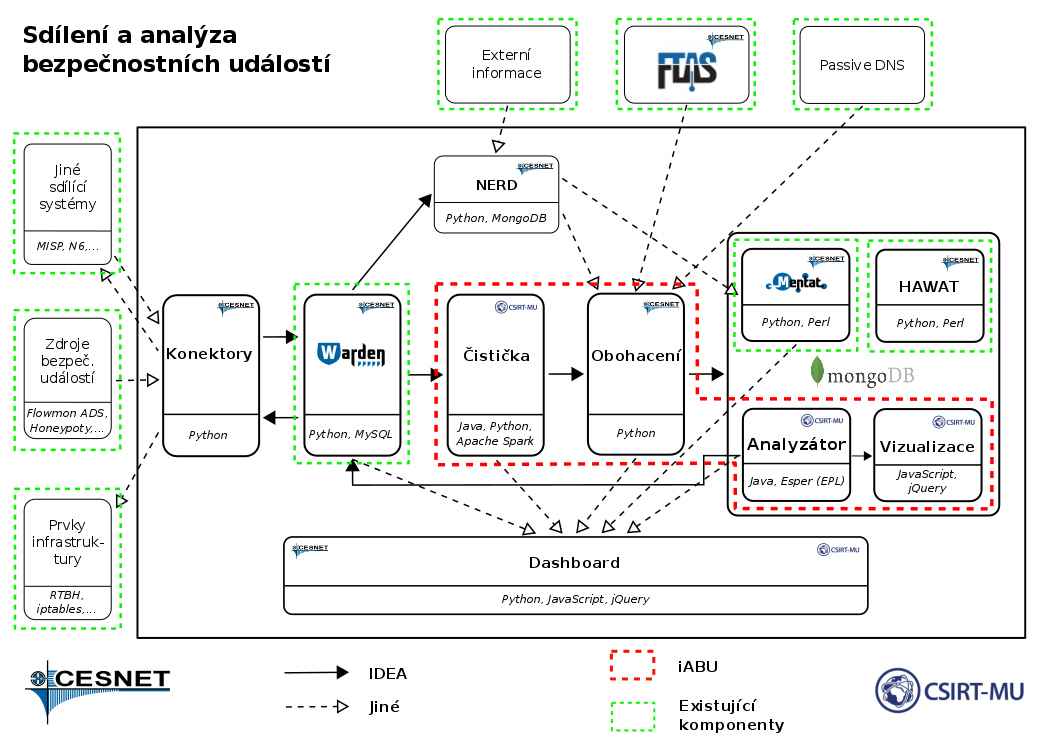 Sdílení a analýza
bezpečnostních událostí
Externí
informace
CESNET
FTAS
Passive DNS
Jiné
sdílící
systémy
MISP, N6,...
CESNET
NERD
Python, MongoDB
Zdroje
bezpeč.
událostí
Flowmon ADS,
Honeypoty,...
Prvky
infrastruk-
tury
RTBH,
iptables,...
CESNET
Konektory
Python
CESNET
Warden
Python, MySQL
CSIRT-MU
Čistička
Java, Python,
Apache Spark
CESNET
Obohacení
Python
CESNET
Mentat
Python, Perl
CESNET
HAWAT
Python, Perl
mongoDB
CSIRT-MU
Analyzátor
Java, Esper (EPL)
CSIRT-MU
Vizualizace
JavaScript,
jQuery
CESNET
CSIRT-MU
Dashboard
Python, JavaScript, jQuery
CESNET
IDEA
Jiné
iABU
Existující
komponenty
CSIRT-MU